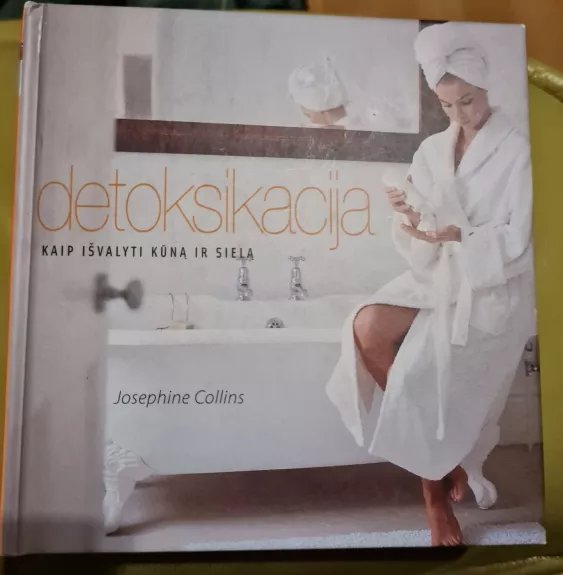 detoksikacija
KAIP IŠVALYTI KŪNĄ IR SIELĄ
Josephine Collins